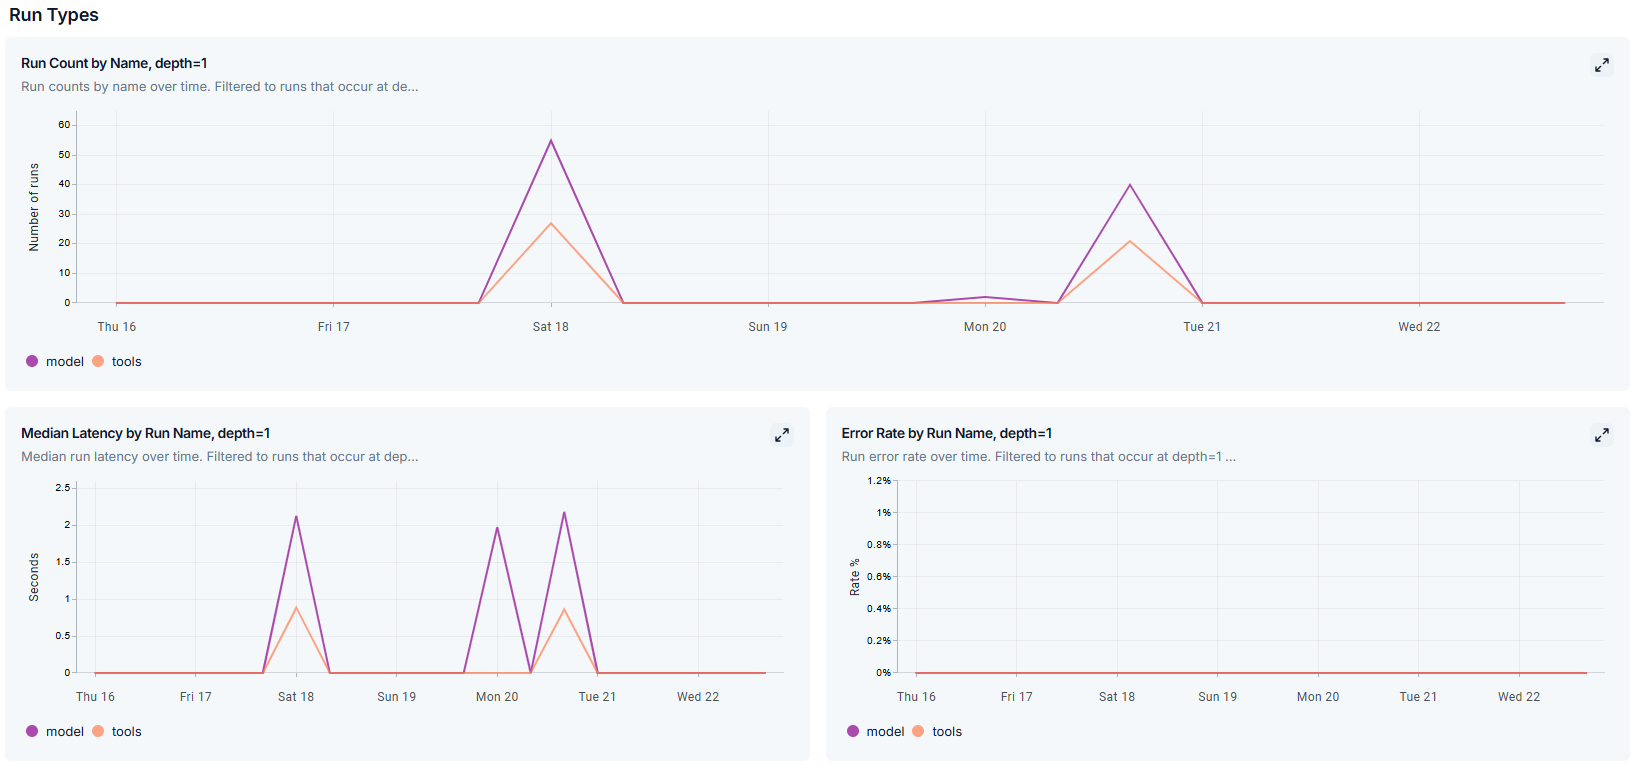 Run Types
Run Count by Name, depth=1
Run counts by name over time. Filtered to runs that occur at de...
Number of runs
60
50
40
30
20
10
0
Thu 16 Fri 17 Sat 18 Sun 19 Mon 20 Tue 21 Wed 22
model tools
Median Latency by Run Name, depth=1
Median run latency over time. Filtered to runs that occur at dep...
Seconds
2.5
2
1.5
1
0.5
0
Thu 16 Fri 17 Sat 18 Sun 19 Mon 20 Tue 21 Wed 22
model tools
Error Rate by Run Name, depth=1
Run error rate over time. Filtered to runs that occur at depth=1 ...
Rate %
1.2%
1%
0.8%
0.6%
0.4%
0.2%
0%
Thu 16 Fri 17 Sat 18 Sun 19 Mon 20 Tue 21 Wed 22
model tools